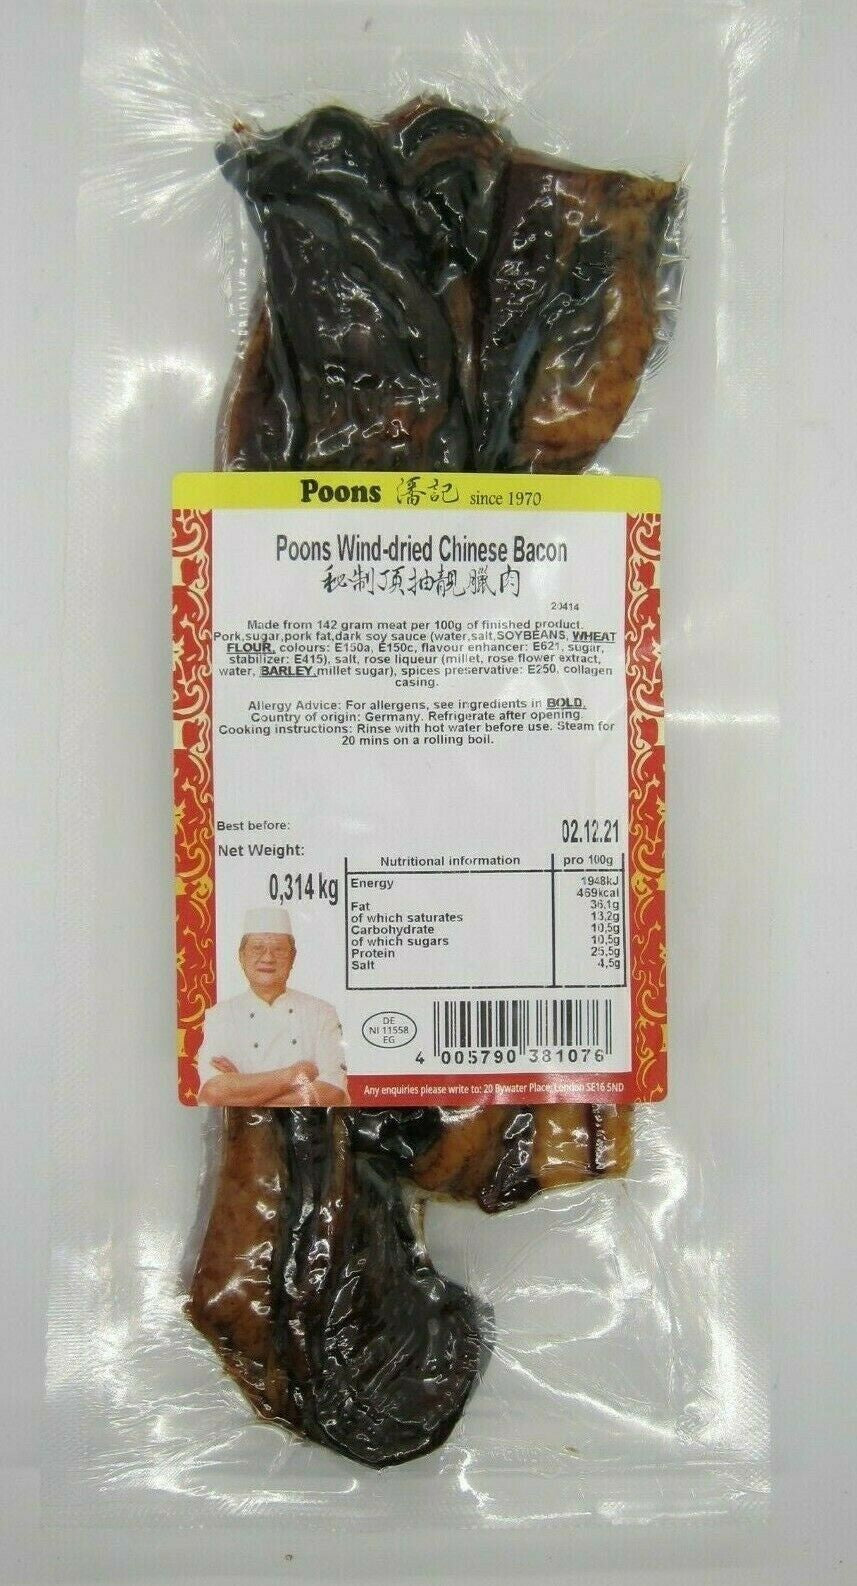 Poons 潘記 since 1970
Poons Wind-dried Chinese Bacon
秘制頂抽靚臘肉
20414
Made from 142 gram meat per 100g of finished product.
Pork,sugar,pork fat,dark soy sauce (water,salt,SOYBEANS, WHEAT
FLOUR, colours: E150a, E150c, flavour enhancer: E621, sugar,
stabilizer: E415), salt, rose liqueur (millet, rose flower extract,
water, BARLEY,millet sugar), spices preservative: E250, collagen
casing.
Allergy Advice: For allergens, see ingredients in BOLD.
Country of origin: Germany. Refrigerate after opening.
Cooking instructions: Rinse with hot water before use. Steam for
20 mins on a rolling boil.
Best before: 02.12.21
Net Weight:
0,314 kg
Nutritional information pro 100g
Energy 1948kJ
469kcal
Fat 36,1g
of which saturates 13,2g
Carbohydrate 10,5g
of which sugars 10,5g
Protein 25,5g
Salt 4,5g
DE
NI 11558
EG
4 005790 381076
Any enquiries please write to: 20 Bywater Place, London SE16 5ND